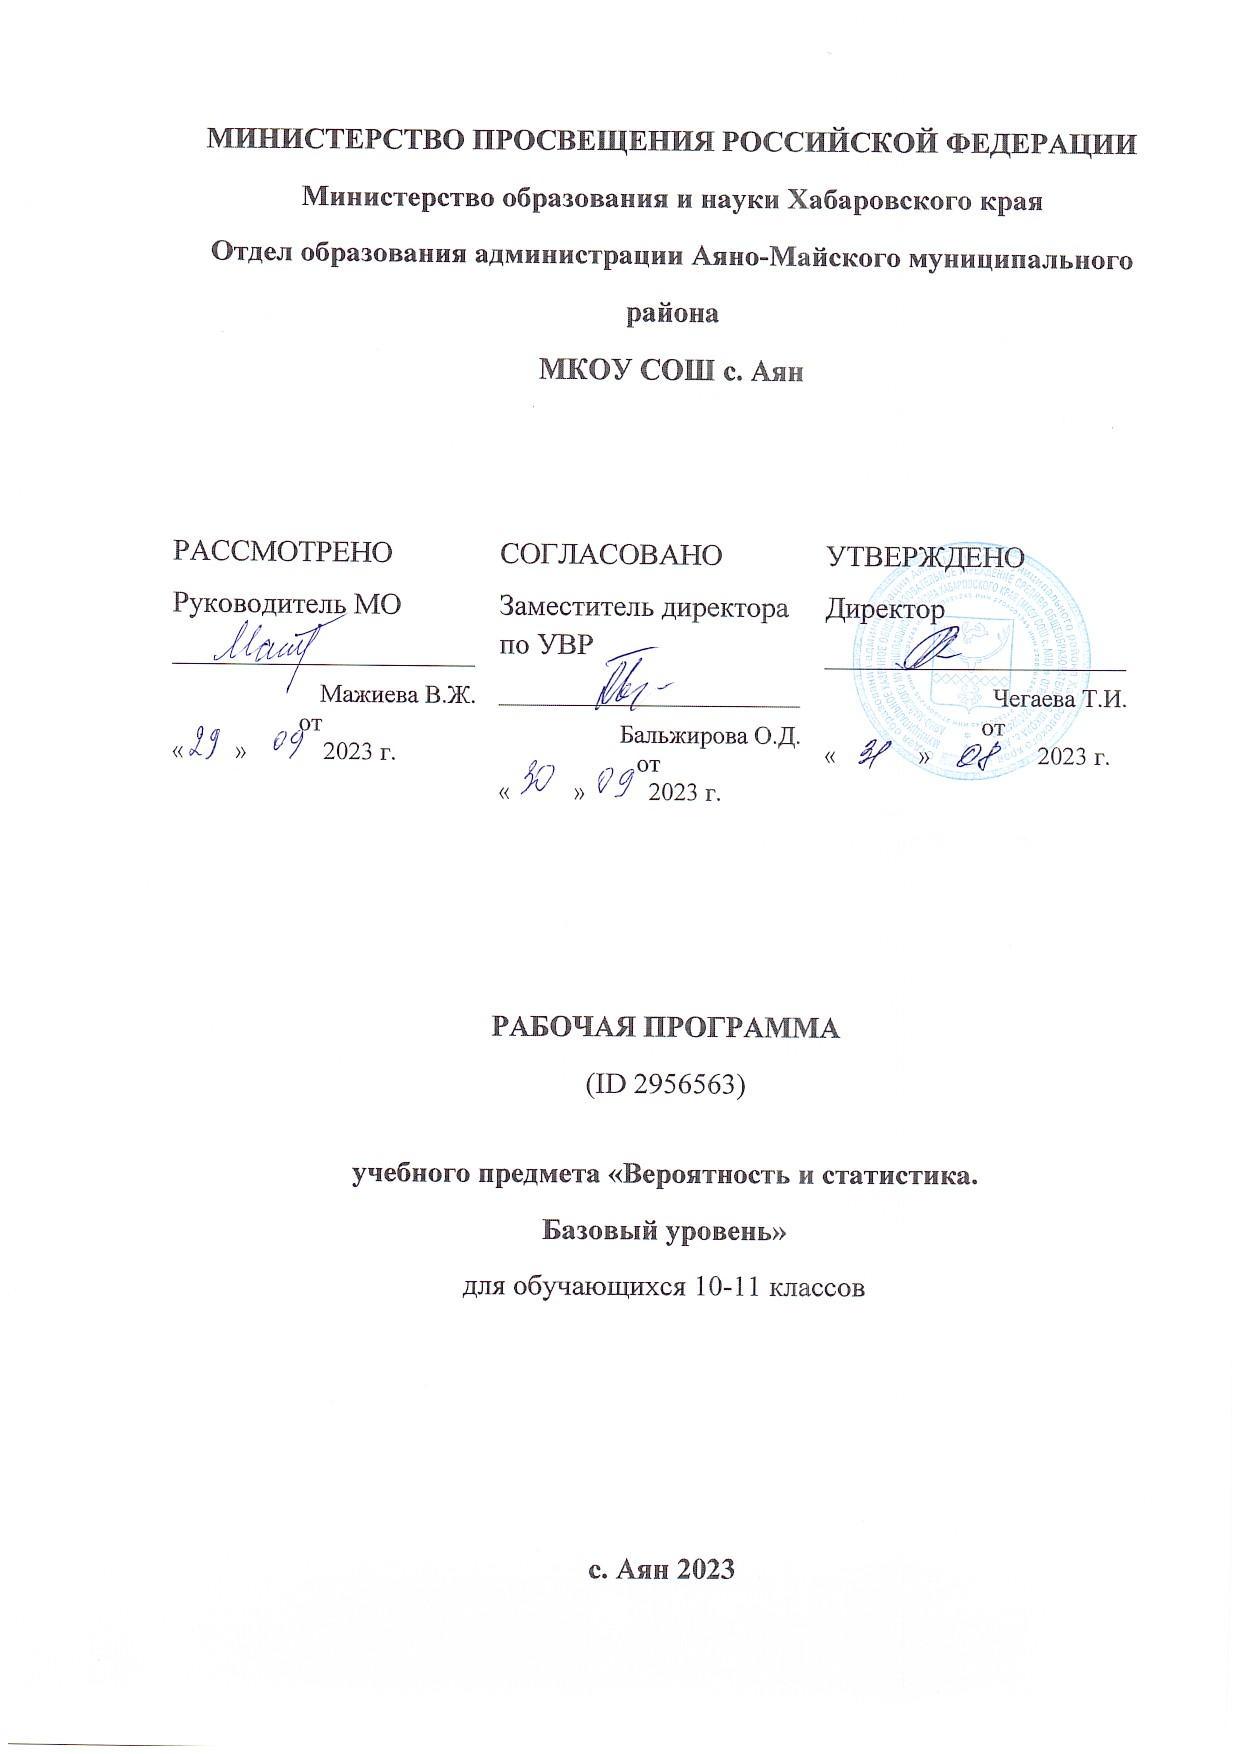 МИНИСТЕРСТВО ПРОСВЕЩЕНИЯ РОССИЙСКОЙ ФЕДЕРАЦИИ
Министерство образования и науки Хабаровского края
Отдел образования администрации Аяно-Майского муниципального
района
МКОУ СОШ с. Аян
РАССМОТРЕНО
Руководитель МО
Мажиева В.Ж.
от
«29» 09 2023 г.
СОГЛАСОВАНО
Заместитель директора
по УВР
Бальжирова О.Д.
от
«30» 09 2023 г.
УТВЕРЖДЕНО
Директор
Чегаева Т.И.
от
«31» 08 2023 г.
РАБОЧАЯ ПРОГРАММА
(ID 2956563)
учебного предмета «Вероятность и статистика.
Базовый уровень»
для обучающихся 10-11 классов
с. Аян 2023